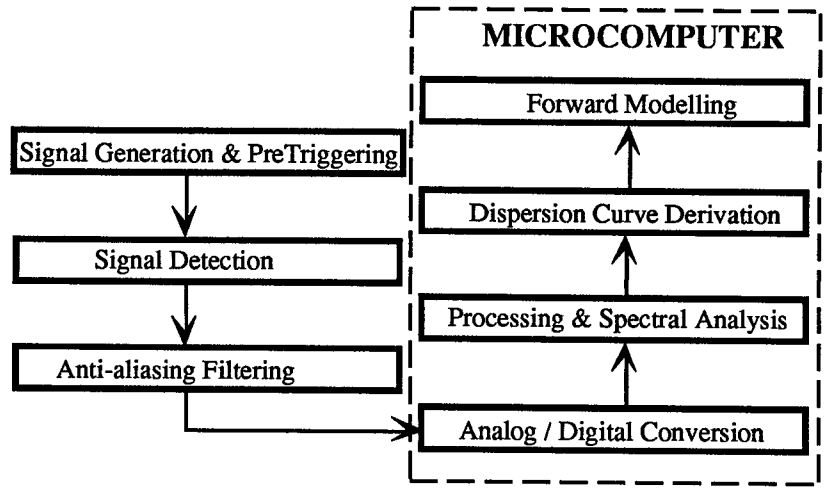 MICROCOMPUTER
Forward Modelling
Signal Generation & PreTriggering
Dispersion Curve Derivation
Signal Detection
Processing & Spectral Analysis
Anti-aliasing Filtering
Analog / Digital Conversion